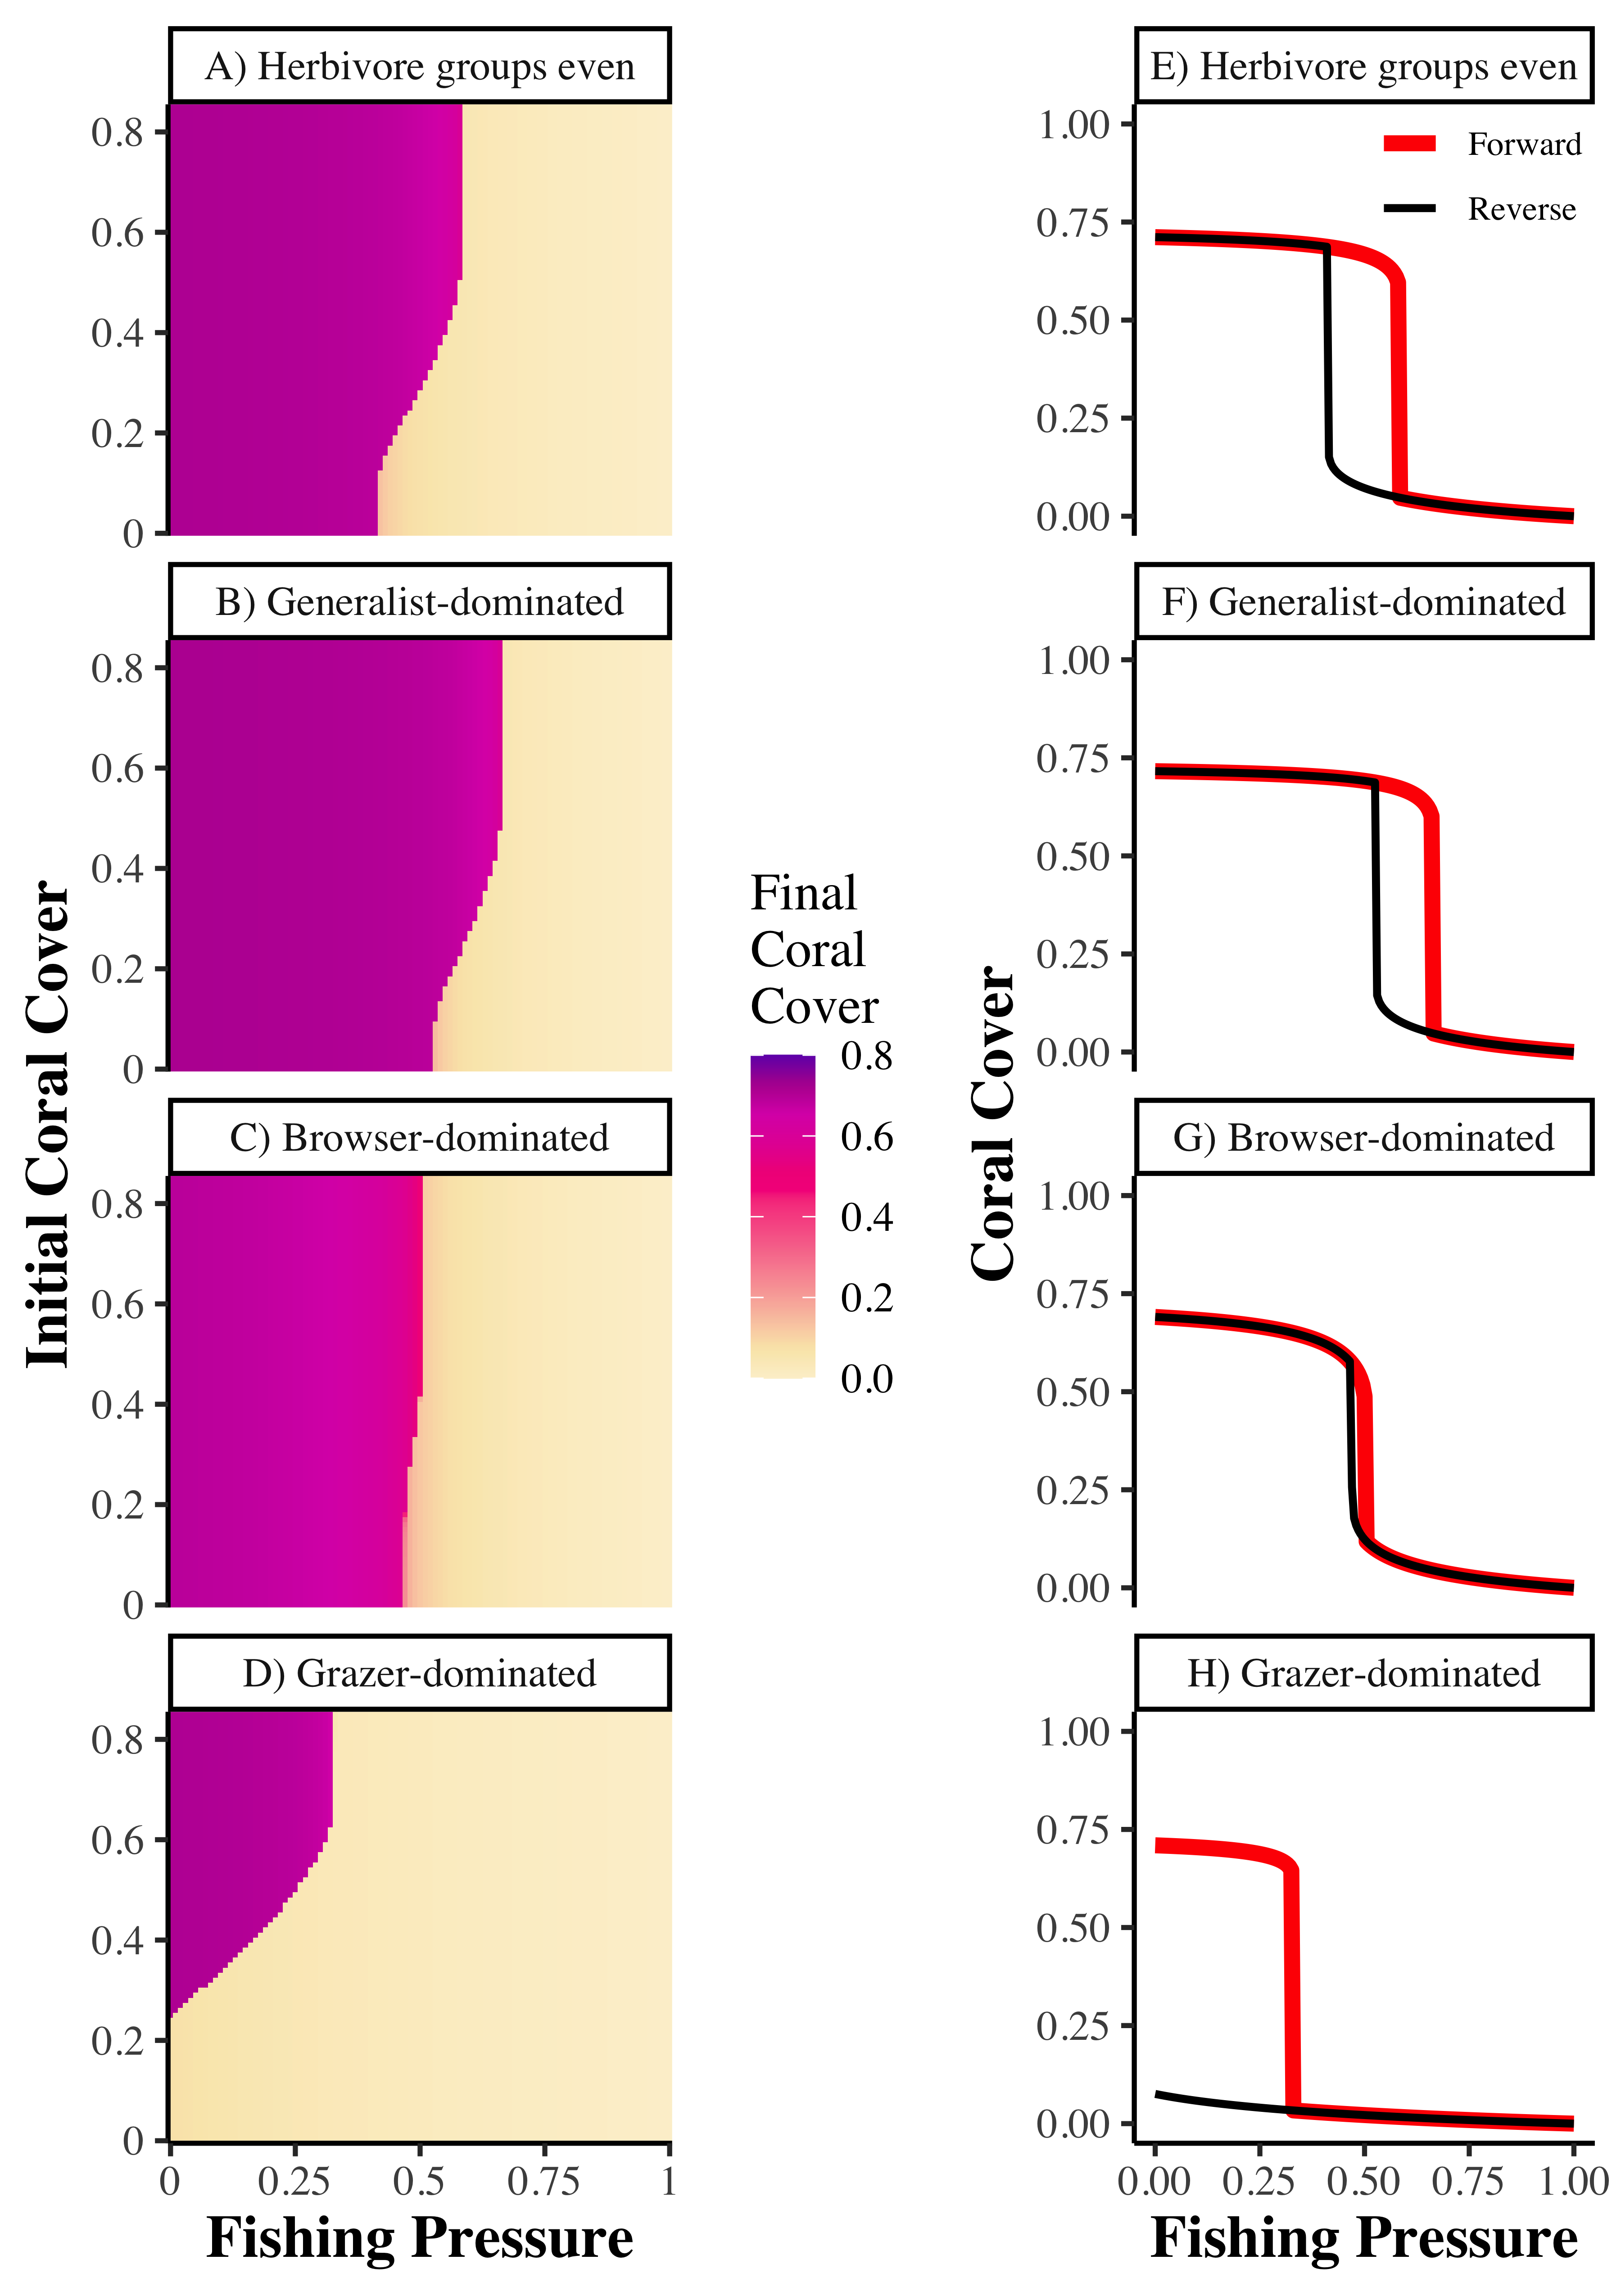 A) Herbivore groups even
0.8
0.6
0.4
0.2
0
B) Generalist-dominated
0.8
0.6
0.4
0.2
0
C) Browser-dominated
0.8
0.6
0.4
0.2
0
D) Grazer-dominated
0.8
0.6
0.4
0.2
0
0 0.25 0.5 0.75 1
Fishing Pressure
Initial Coral Cover
Final
Coral
Cover
0.8
0.6
0.4
0.2
0.0
E) Herbivore groups even
Forward
Reverse
1.00
0.75
0.50
0.25
0.00
F) Generalist-dominated
1.00
0.75
0.50
0.25
0.00
G) Browser-dominated
1.00
0.75
0.50
0.25
0.00
H) Grazer-dominated
1.00
0.75
0.50
0.25
0.00
0.00 0.25 0.50 0.75 1.00
Fishing Pressure
Coral Cover